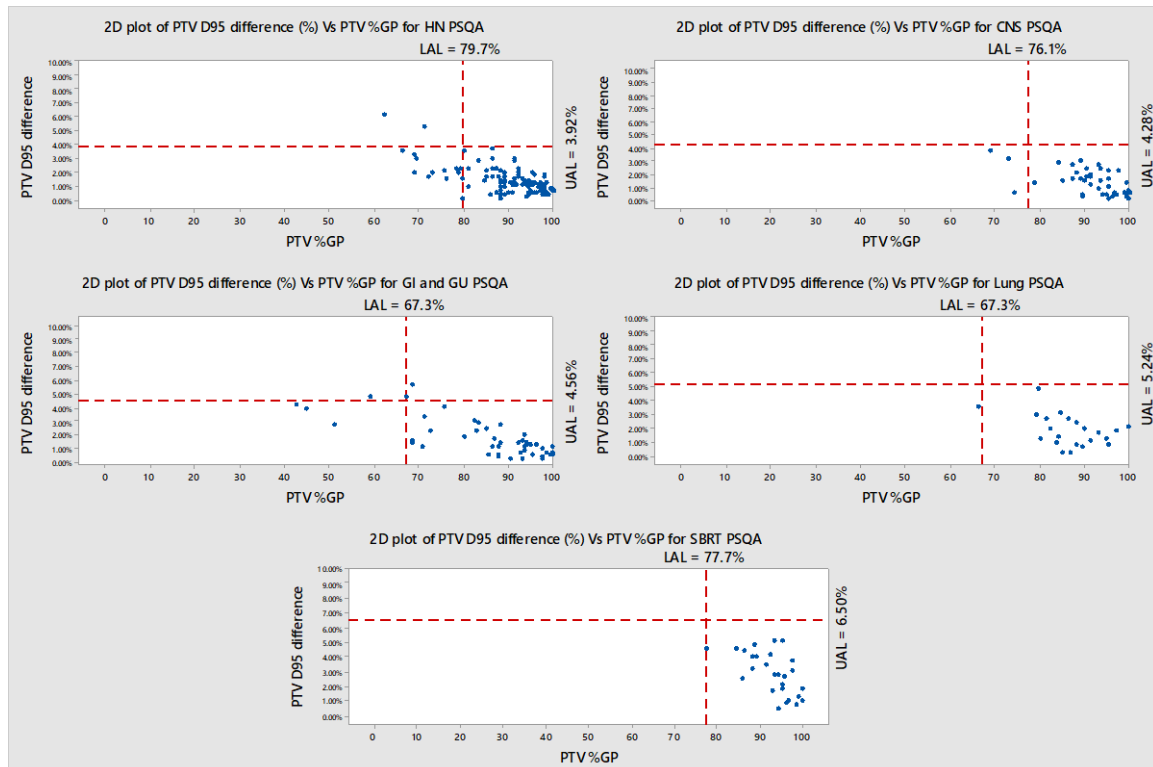 2D plot of PTV D95 difference (%) Vs PTV %GP for HN PSQA
LAL = 79.7%
10.00%
9.00%
8.00%
7.00%
6.00%
5.00%
4.00%
3.00%
2.00%
1.00%
0.00%
PTV D95 difference
UAL = 3.92%
0 10 20 30 40 50 60 70 80 90 100
PTV %GP
2D plot of PTV D95 difference (%) Vs PTV %GP for CNS PSQA
LAL = 76.1%
10.00%
9.00%
8.00%
7.00%
6.00%
5.00%
4.00%
3.00%
2.00%
1.00%
0.00%
PTV D95 difference
UAL = 4.28%
0 10 20 30 40 50 60 70 80 90 100
PTV %GP
2D plot of PTV D95 difference (%) Vs PTV %GP for GI and GU PSQA
LAL = 67.3%
10.00%
9.00%
8.00%
7.00%
6.00%
5.00%
4.00%
3.00%
2.00%
1.00%
0.00%
PTV D95 difference
UAL = 4.56%
0 10 20 30 40 50 60 70 80 90 100
PTV %GP
2D plot of PTV D95 difference (%) Vs PTV %GP for Lung PSQA
LAL = 67.3%
10.00%
9.00%
8.00%
7.00%
6.00%
5.00%
4.00%
3.00%
2.00%
1.00%
0.00%
PTV D95 difference
UAL = 5.24%
0 10 20 30 40 50 60 70 80 90 100
PTV %GP
2D plot of PTV D95 difference (%) Vs PTV %GP for SBRT PSQA
LAL = 77.7%
10.00%
9.00%
8.00%
7.00%
6.00%
5.00%
4.00%
3.00%
2.00%
1.00%
0.00%
PTV D95 difference
UAL = 6.50%
0 10 20 30 40 50 60 70 80 90 100
PTV %GP